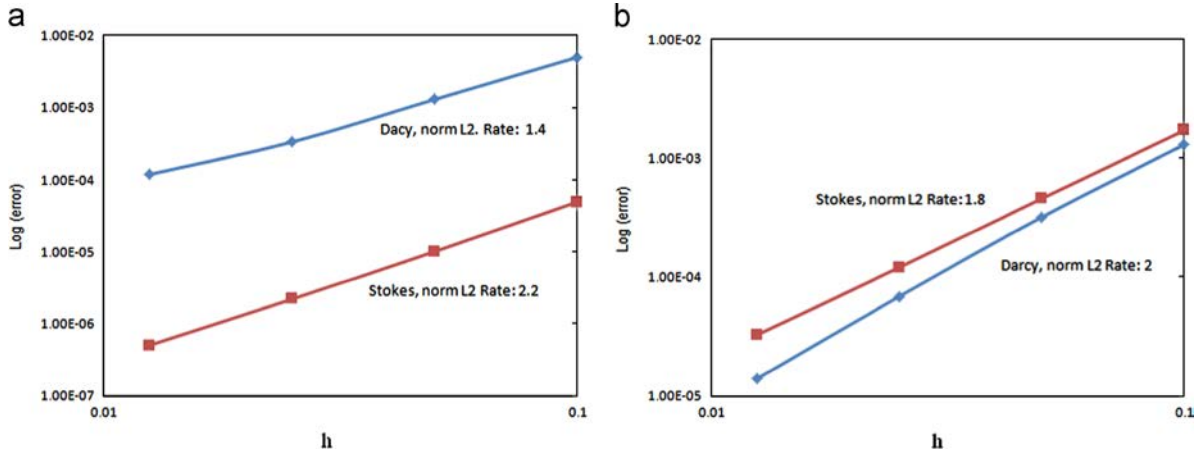 a
1.00E-02
1.00E-03
1.00E-04
1.00E-05
1.00E-06
1.00E-07
Log (error)
Dacy, norm L2. Rate: 1.4
Stokes, norm L2 Rate: 2.2
0.01
0.1
h
b
1.00E-02
1.00E-03
1.00E-04
1.00E-05
Log (error)
Stokes, norm L2 Rate: 1.8
Darcy, norm L2 Rate: 2
0.01
0.1
h